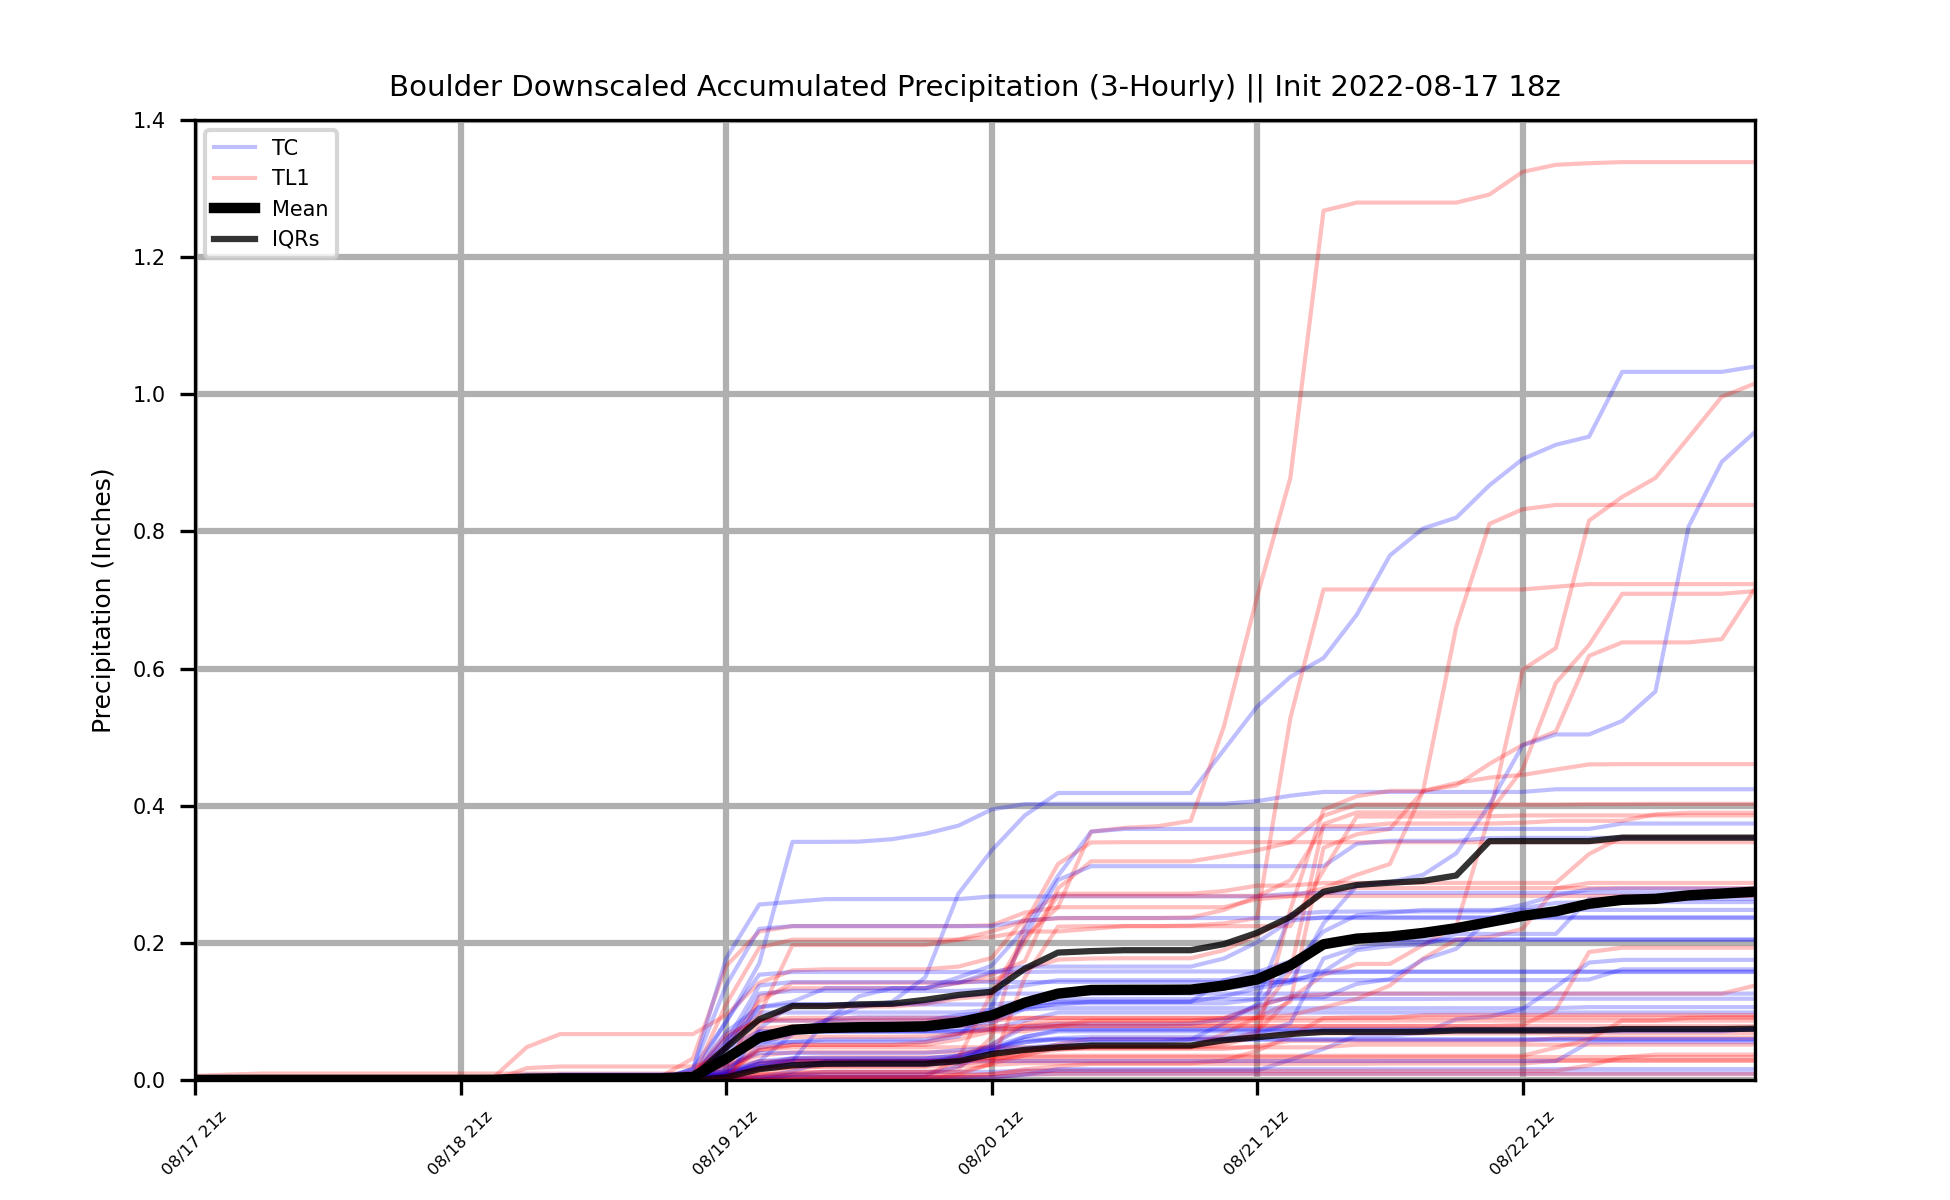 Boulder Downscaled Accumulated Precipitation (3-Hourly) || Init 2022-08-17 18z
TC
TL1
Mean
IQRs
Precipitation (Inches)
1.4
1.2
1.0
0.8
0.6
0.4
0.2
0.0
08/17 21z
08/18 21z
08/19 21z
08/20 21z
08/21 21z
08/22 21z